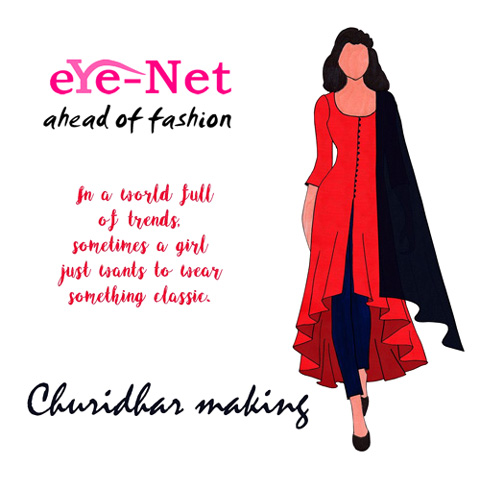 eYe-Net
ahead of fashion
In a world full
of trends,
sometimes a girl
just wants to wear
something classic.
Churidhar making